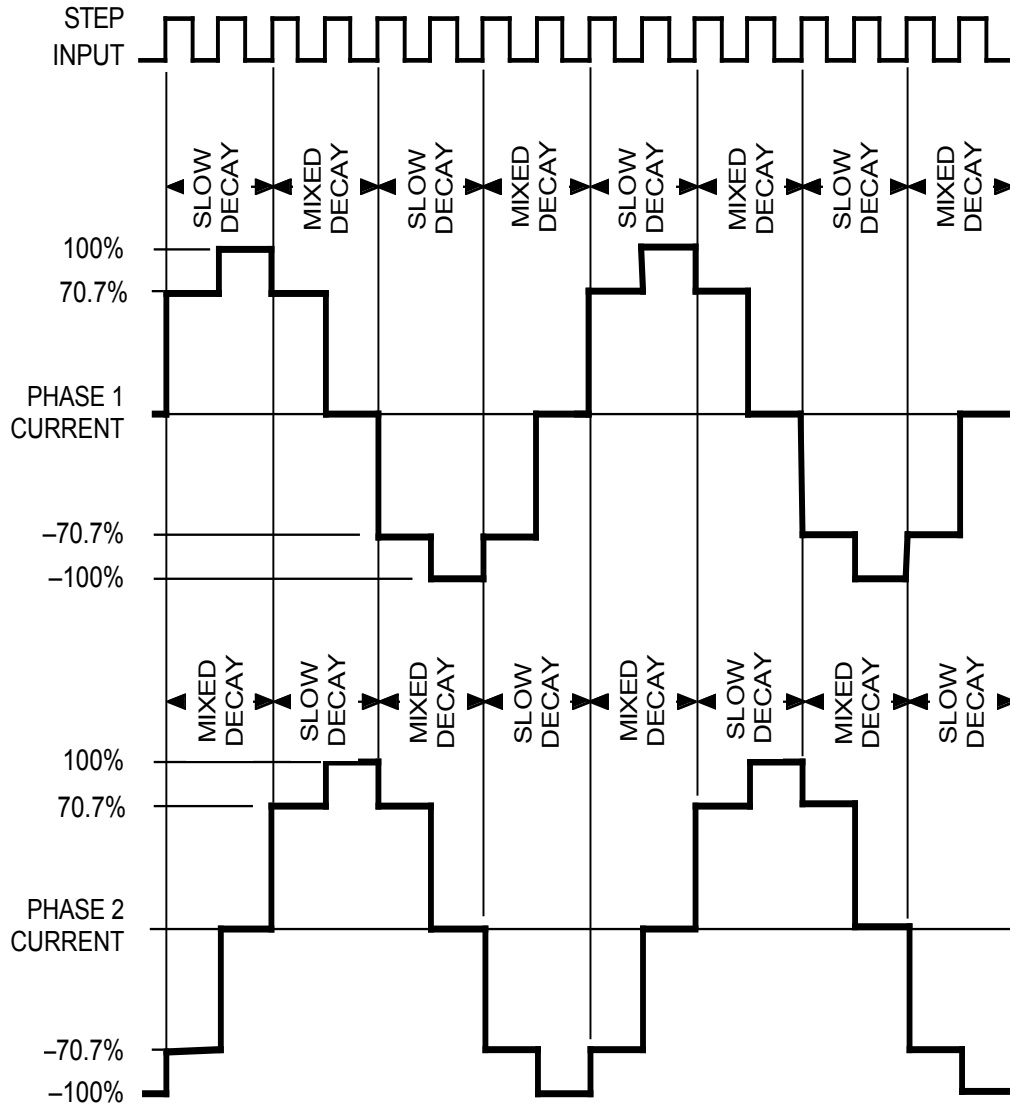 STEP
INPUT
SLOW
DECAY
MIXED
DECAY
SLOW
DECAY
MIXED
DECAY
SLOW
DECAY
MIXED
DECAY
SLOW
DECAY
MIXED
DECAY
100%
70.7%
PHASE 1
CURRENT
–70.7%
–100%
MIXED
DECAY
SLOW
DECAY
MIXED
DECAY
SLOW
DECAY
MIXED
DECAY
SLOW
DECAY
MIXED
DECAY
SLOW
DECAY
100%
70.7%
PHASE 2
CURRENT
–70.7%
–100%